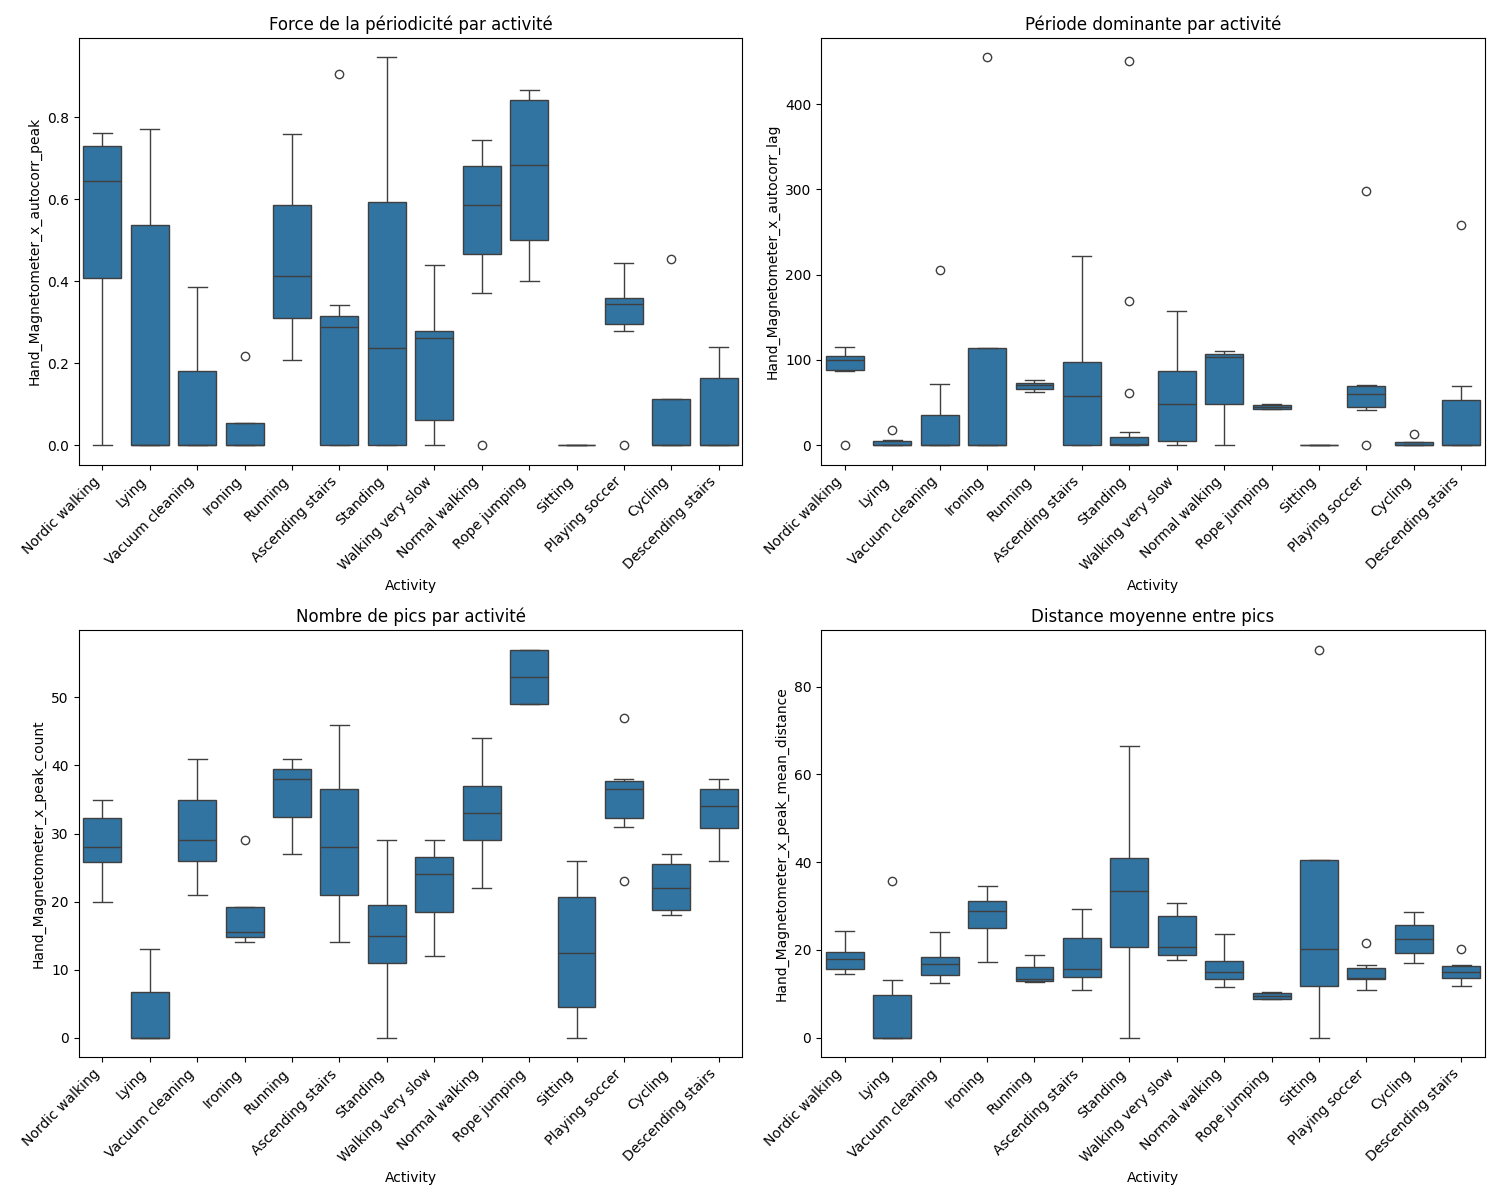 Force de la périodicité par activité
Hand_Magnetometer_x_autocorr_peak
0.8
0.6
0.4
0.2
0.0
Nordic walking
Lying
Vacuum cleaning
Ironing
Running
Ascending stairs
Standing
Walking very slow
Normal walking
Rope jumping
Sitting
Playing soccer
Cycling
Descending stairs
Activity
Période dominante par activité
Hand_Magnetometer_x_autocorr_lag
400
300
200
100
0
Nordic walking
Lying
Vacuum cleaning
Ironing
Running
Ascending stairs
Standing
Walking very slow
Normal walking
Rope jumping
Sitting
Playing soccer
Cycling
Descending stairs
Activity
Nombre de pics par activité
Hand_Magnetometer_x_peak_count
50
40
30
20
10
0
Nordic walking
Lying
Vacuum cleaning
Ironing
Running
Ascending stairs
Standing
Walking very slow
Normal walking
Rope jumping
Sitting
Playing soccer
Cycling
Descending stairs
Activity
Distance moyenne entre pics
Hand_Magnetometer_x_peak_mean_distance
80
60
40
20
0
Nordic walking
Lying
Vacuum cleaning
Ironing
Running
Ascending stairs
Standing
Walking very slow
Normal walking
Rope jumping
Sitting
Playing soccer
Cycling
Descending stairs
Activity